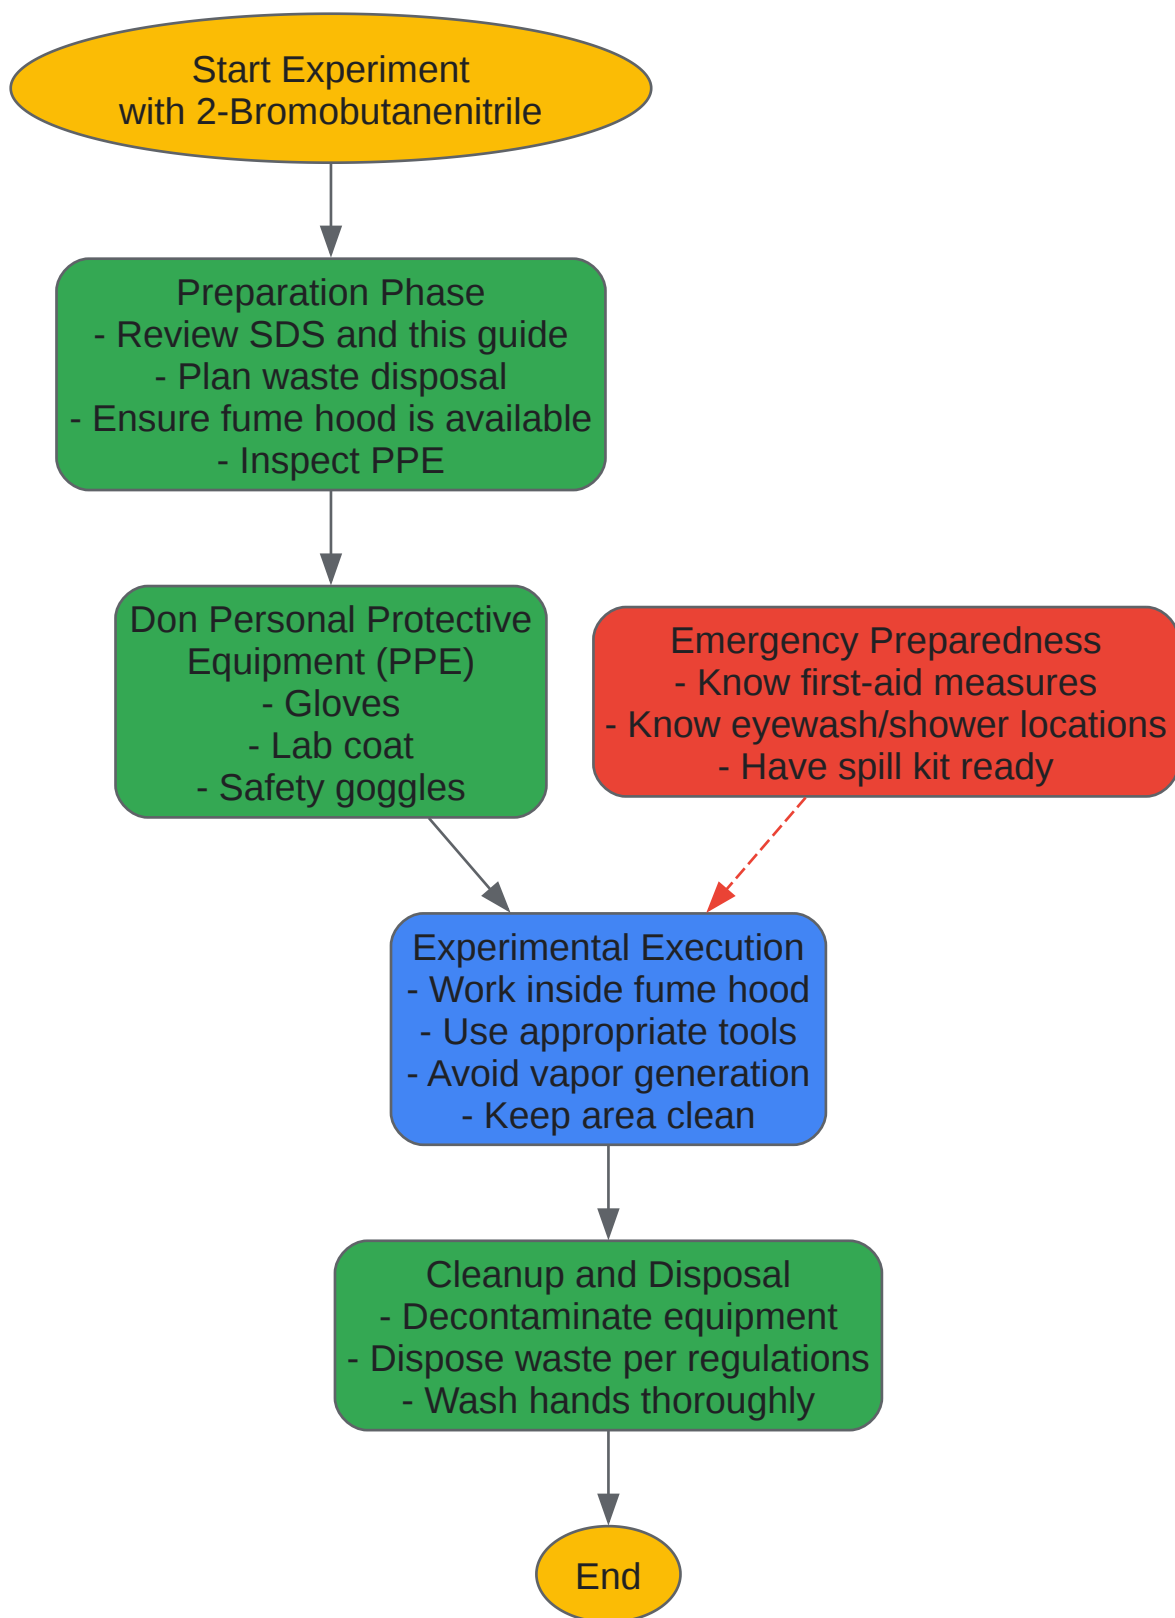 Start Experiment
with 2-Bromobutanenitrile
Preparation Phase
- Review SDS and this guide
- Plan waste disposal
- Ensure fume hood is available
- Inspect PPE
Don Personal Protective
Equipment (PPE)
- Gloves
- Lab coat
- Safety goggles
Emergency Preparedness
- Know first-aid measures
- Know eyewash/shower locations
- Have spill kit ready
Experimental Execution
- Work inside fume hood
- Use appropriate tools
- Avoid vapor generation
- Keep area clean
Cleanup and Disposal
- Decontaminate equipment
- Dispose waste per regulations
- Wash hands thoroughly
End